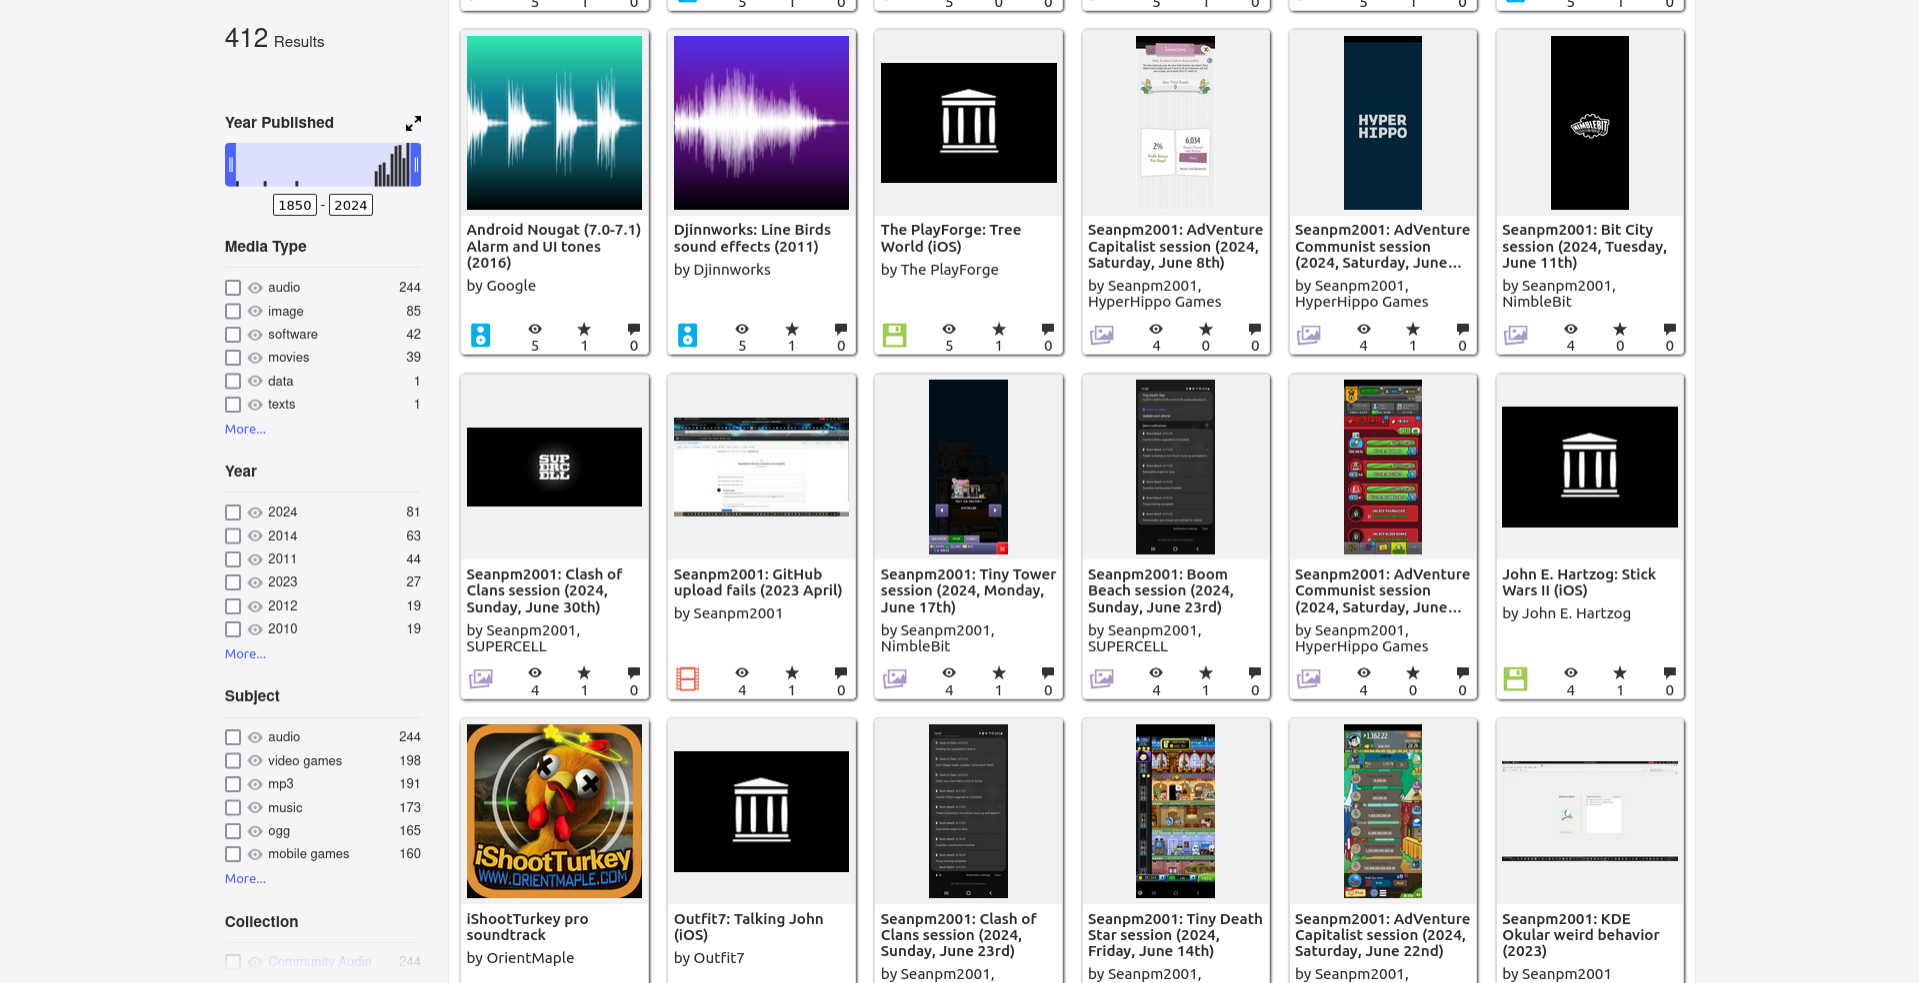 5 1 0 5 1 0 5 0 0 5 1 0 5 1 0 5 1 0
412 Results
Year Published
1850 - 2024
Media Type
audio 244
image 85
software 42
movies 39
data 1
texts 1
More...
Year
2024 81
2014 63
2011 44
2023 27
2012 19
2010 19
More...
Subject
audio 244
video games 198
mp3 191
music 173
ogg 165
mobile games 160
More...
Collection
Community Audio 244
Android Nougat (7.0-7.1)
Alarm and UI tones
(2016)
by Google
5 1 0
Djinnworks: Line Birds
sound effects (2011)
by Djinnworks
5 1 0
The PlayForge: Tree
World (iOS)
by The PlayForge
5 1 0
2%
6,034
Seanpm2001: AdVenture
Capitalist session (2024,
Saturday, June 8th)
by Seanpm2001,
HyperHippo Games
4 0 0
HYPER
HIPPO
Seanpm2001: AdVenture
Communist session
(2024, Saturday, June...
by Seanpm2001,
HyperHippo Games
4 1 0
NIMBLEBIT
Seanpm2001: Bit City
session (2024, Tuesday,
June 11th)
by Seanpm2001,
NimbleBit
4 0 0
SUP
ERC
ELL
Seanpm2001: Clash of
Clans session (2024,
Sunday, June 30th)
by Seanpm2001,
SUPERCELL
4 1 0
Seanpm2001: GitHub
upload fails (2023 April)
by Seanpm2001
4 1 0
Seanpm2001: Tiny Tower
session (2024, Monday,
June 17th)
by Seanpm2001,
NimbleBit
4 1 0
Seanpm2001: Boom
Beach session (2024,
Sunday, June 23rd)
by Seanpm2001,
SUPERCELL
4 1 0
Seanpm2001: AdVenture
Communist session
(2024, Saturday, June...
by Seanpm2001,
HyperHippo Games
4 0 0
John E. Hartzog: Stick
Wars II (iOS)
by John E. Hartzog
4 1 0
iShootTurkey
WWW.ORIENTMAPLE.COM
iShootTurkey pro
soundtrack
by OrientMaple
Outfit7: Talking John
(iOS)
by Outfit7
Seanpm2001: Clash of
Clans session (2024,
Sunday, June 23rd)
by Seanpm2001,
Seanpm2001: Tiny Death
Star session (2024,
Friday, June 14th)
by Seanpm2001,
1,162.22
Seanpm2001: AdVenture
Capitalist session (2024,
Saturday, June 22nd)
by Seanpm2001,
Seanpm2001: KDE
Okular weird behavior
(2023)
by Seanpm2001